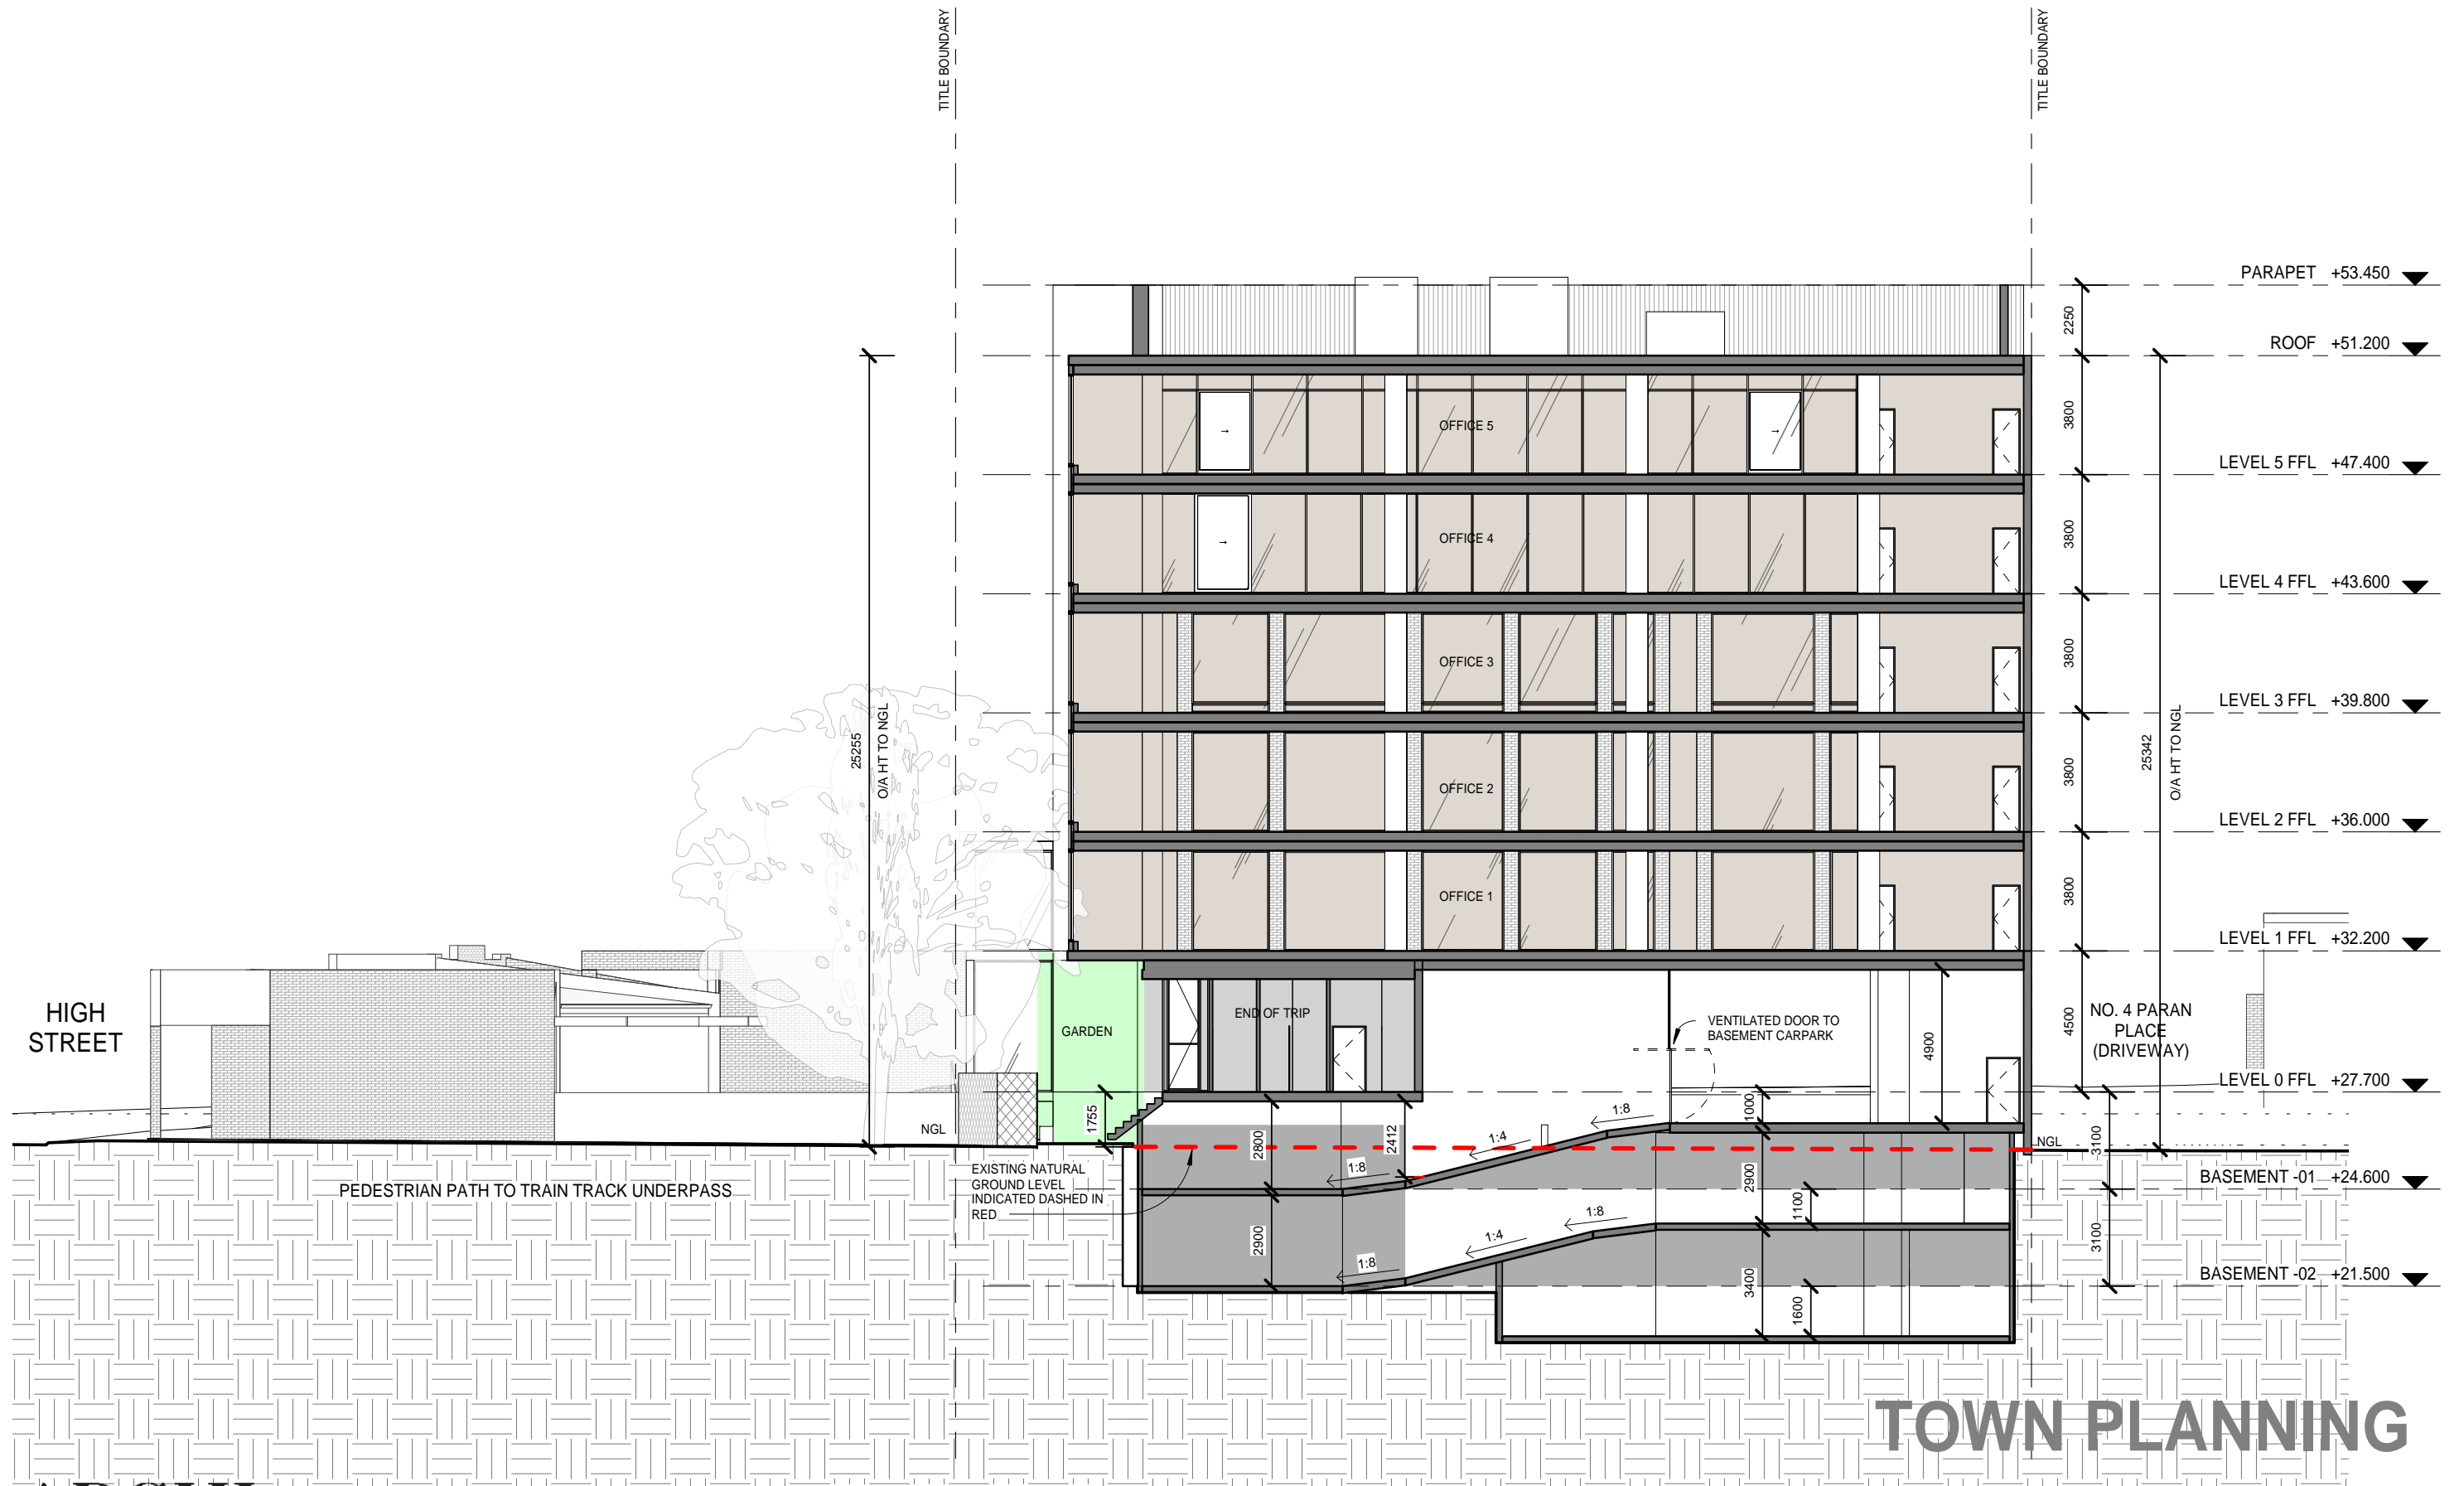 TITLE BOUNDARY
TITLE BOUNDARY
PARAPET +53.450
2250
ROOF +51.200
3800
OFFICE 5
LEVEL 5 FFL +47.400
3800
OFFICE 4
LEVEL 4 FFL +43.600
3800
OFFICE 3
LEVEL 3 FFL +39.800
25255
O/A HT TO NGL
3800
25342
O/A HT TO NGL
OFFICE 2
LEVEL 2 FFL +36.000
3800
OFFICE 1
LEVEL 1 FFL +32.200
HIGH
STREET
GARDEN
END OF TRIP
VENTILATED DOOR TO
BASEMENT CARPARK
4900
4500
NO. 4 PARAN
PLACE
(DRIVEWAY)
LEVEL 0 FFL +27.700
NGL
1755
2800
2412
1:8
1:4
1:8
1000
NGL
3100
EXISTING NATURAL
GROUND LEVEL
INDICATED DASHED IN
RED
PEDESTRIAN PATH TO TRAIN TRACK UNDERPASS
BASEMENT -01 +24.600
2900
1100
2900
1:8
1:4
1:8
3100
BASEMENT -02 +21.500
3400
1600
TOWN PLANNING